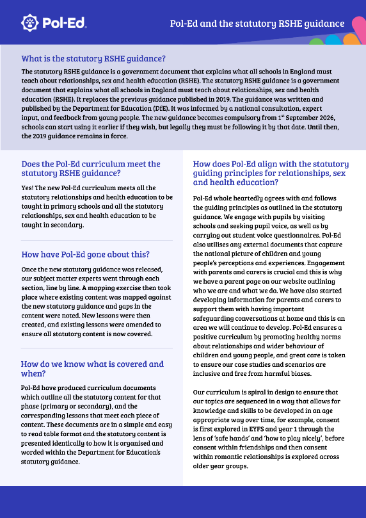 Pol-Ed.
Pol-Ed and the statutory RSHE guidance
What is the statutory RSHE guidance?
The statutory RSHE guidance is a government document that explains what all schools in England must
teach about relationships, sex and health education (RSHE). The statutory RSHE guidance is a government
document that explains what all schools in England must teach about relationships, sex and health
education (RSHE). It replaces the previous guidance published in 2019. The guidance was written and
published by the Department for Education (DfE). It was informed by a national consultation, expert
input, and feedback from young people. The new guidance becomes compulsory from 1st September 2026,
schools can start using it earlier if they wish, but legally they must be following it by that date. Until then,
the 2019 guidance remains in force.
Does the Pol-Ed curriculum meet the
statutory RSHE guidance?
Yes! The new Pol-Ed curriculum meets all the
statutory relationships and health education to be
taught in primary schools and all the statutory
relationships, sex and health education to be
taught in secondary.
How have Pol-Ed gone about this?
Once the new statutory guidance was released,
our subject matter experts went through each
section, line by line. A mapping exercise then took
place where existing content was mapped against
the new statutory guidance and gaps in the
content were noted. New lessons were then
created, and existing lessons were amended to
ensure all statutory content is now covered.
How do we know what is covered and
when?
Pol-Ed have produced curriculum documents
which outline all the statutory content for that
phase (primary or secondary), and the
corresponding lessons that meet each piece of
content. These documents are in a simple and easy
to read table format and the statutory content is
presented identically to how it is organised and
worded within the Department for Education's
statutory guidance.
How does Pol-Ed align with the statutory
guiding principles for relationships, sex
and health education?
Pol-Ed whole heartedly agrees with and follows
the guiding principles as outlined in the statutory
guidance. We engage with pupils by visiting
schools and seeking pupil voice, as well as by
carrying out student voice questionnaires. Pol-Ed
also utilises any external documents that capture
the national picture of children and young
people's perceptions and experiences. Engagement
with parents and carers is crucial and this is why
we have a parent page on our website outlining
who we are and what we do. We have also started
developing information for parents and carers to
support them with having important
safeguarding conversations at home and this is an
area we will continue to develop. Pol-Ed ensures a
positive curriculum by promoting healthy norms
about relationships and wider behaviour of
children and young people, and great care is taken
to ensure our case studies and scenarios are
inclusive and free from harmful biases.
Our curriculum is spiral in design to ensure that
our topics are sequenced in a way that allows for
knowledge and skills to be developed in an age
appropriate way over time, for example, consent
is first explored in EYFS and year 1 through the
lens of 'safe hands' and 'how to play nicely', before
consent within friendships and then consent
within romantic relationships is explored across
older year groups.